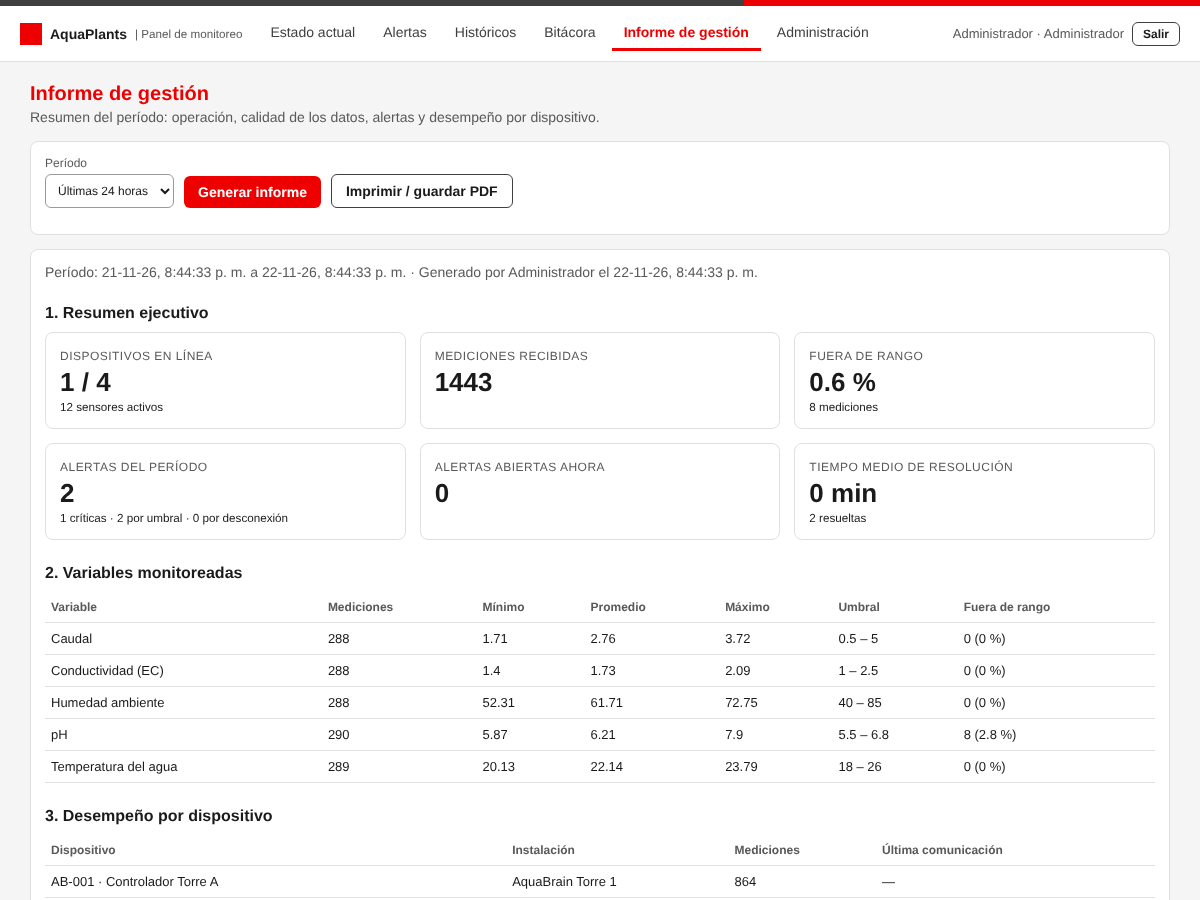 AquaPlants | Panel de monitoreo Estado actual Alertas Históricos Bitácora Informe de gestión Administración Administrador · Administrador Salir
Informe de gestión
Resumen del período: operación, calidad de los datos, alertas y desempeño por dispositivo.
Período
Últimas 24 horas Generar informe Imprimir / guardar PDF
Período: 21-11-26, 8:44:33 p. m. a 22-11-26, 8:44:33 p. m. · Generado por Administrador el 22-11-26, 8:44:33 p. m.
1. Resumen ejecutivo
DISPOSITIVOS EN LÍNEA
1 / 4
12 sensores activos
MEDICIONES RECIBIDAS
1443
FUERA DE RANGO
0.6 %
8 mediciones
ALERTAS DEL PERÍODO
2
1 críticas · 2 por umbral · 0 por desconexión
ALERTAS ABIERTAS AHORA
0
TIEMPO MEDIO DE RESOLUCIÓN
0 min
2 resueltas
2. Variables monitoreadas
Variable Mediciones Mínimo Promedio Máximo Umbral Fuera de rango
Caudal 288 1.71 2.76 3.72 0.5 – 5 0 (0 %)
Conductividad (EC) 288 1.4 1.73 2.09 1 – 2.5 0 (0 %)
Humedad ambiente 288 52.31 61.71 72.75 40 – 85 0 (0 %)
pH 290 5.87 6.21 7.9 5.5 – 6.8 8 (2.8 %)
Temperatura del agua 289 20.13 22.14 23.79 18 – 26 0 (0 %)
3. Desempeño por dispositivo
Dispositivo Instalación Mediciones Última comunicación
AB-001 · Controlador Torre A AquaBrain Torre 1 864 —